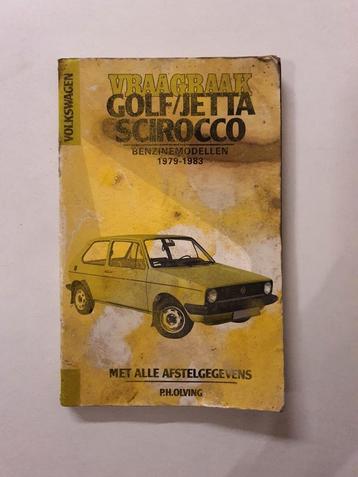 VOLKSWAGEN
VRAAGBAAK
GOLF/JETTA
SCIROCCO
BENZINEMODELLEN
1979-1983
MET ALLE AFSTELGEGEVENS
P.H.OLVING